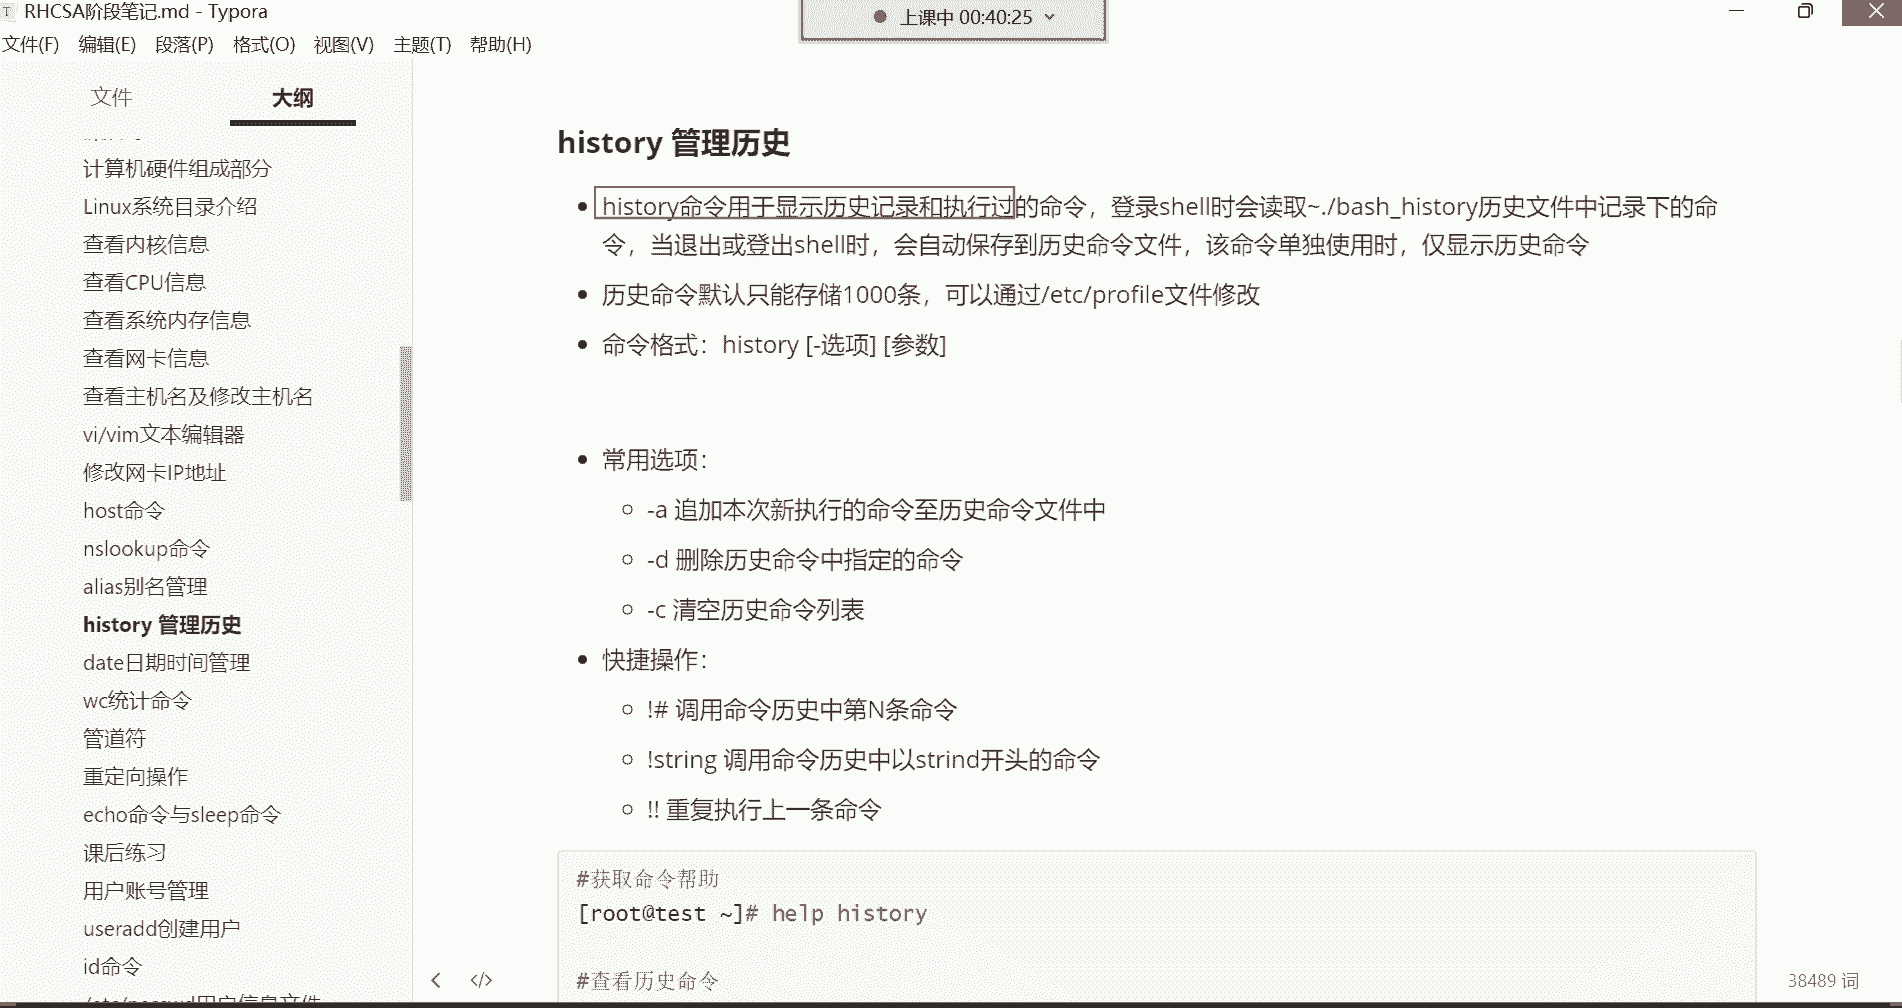 RHCSA阶段笔记.md - Typora
上课中 00:40:25
文件(F) 编辑(E) 段落(P) 格式(O) 视图(V) 主题(T) 帮助(H)
文件 大纲
计算机硬件组成部分
Linux系统目录介绍
查看内核信息
查看CPU信息
查看系统内存信息
查看网卡信息
查看主机名及修改主机名
vi/vim文本编辑器
修改网卡IP地址
host命令
nslookup命令
alias别名管理
history 管理历史
date日期时间管理
wc统计命令
管道符
重定向操作
echo命令与sleep命令
课后练习
用户账号管理
useradd创建用户
id命令
/etc/passwd用户信息文件
history 管理历史
history命令用于显示历史记录和执行过的命令，登录shell时会读取~./bash_history历史文件中记录下的命
令，当退出或登出shell时，会自动保存到历史命令文件，该命令单独使用时，仅显示历史命令
历史命令默认只能存储1000条，可以通过/etc/profile文件修改
命令格式：history [-选项] [参数]
常用选项：
-a 追加本次新执行的命令至历史命令文件中
-d 删除历史命令中指定的命令
-c 清空历史命令列表
快捷操作：
!# 调用命令历史中第N条命令
!string 调用命令历史中以strind开头的命令
!! 重复执行上一条命令
#获取命令帮助
[root@test ~]# help history
#查看历史命令
38489 词